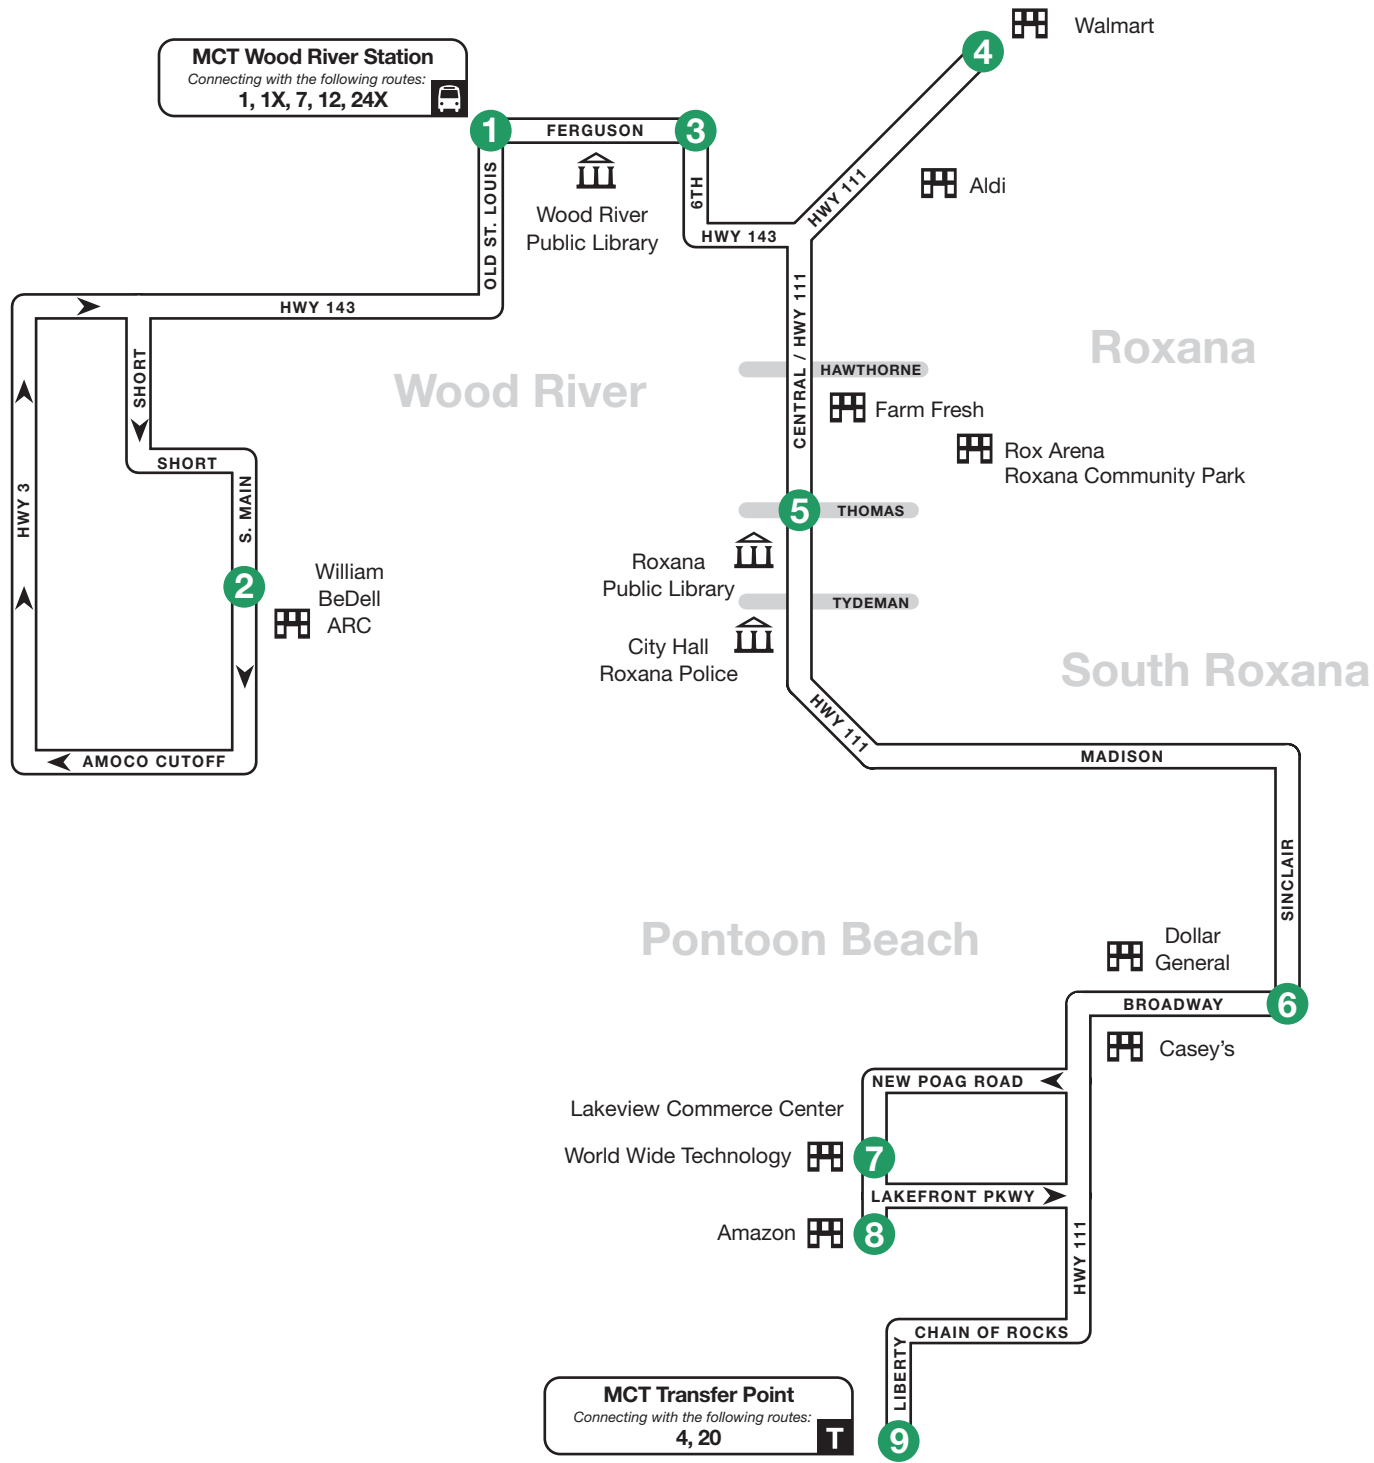 Walmart
4
MCT Wood River Station
Connecting with the following routes:
1, 1X, 7, 12, 24X
1
FERGUSON
3
HWY 111
Aldi
OLD ST. LOUIS
6TH
Wood River
Public Library
HWY 143
HWY 143
CENTRAL / HWY 111
Roxana
SHORT
HAWTHORNE
Wood River
Farm Fresh
Rox Arena
Roxana Community Park
SHORT
HWY 3
S. MAIN
5
THOMAS
Roxana
Public Library
2
William
BeDell
ARC
TYDEMAN
City Hall
Roxana Police
South Roxana
HWY 111
AMOCO CUTOFF
MADISON
SINCLAIR
Pontoon Beach
Dollar
General
BROADWAY
6
Casey's
NEW POAG ROAD
Lakeview Commerce Center
World Wide Technology
7
LAKEFRONT PKWY
Amazon
8
HWY 111
CHAIN OF ROCKS
LIBERTY
MCT Transfer Point
Connecting with the following routes:
4, 20
T
9